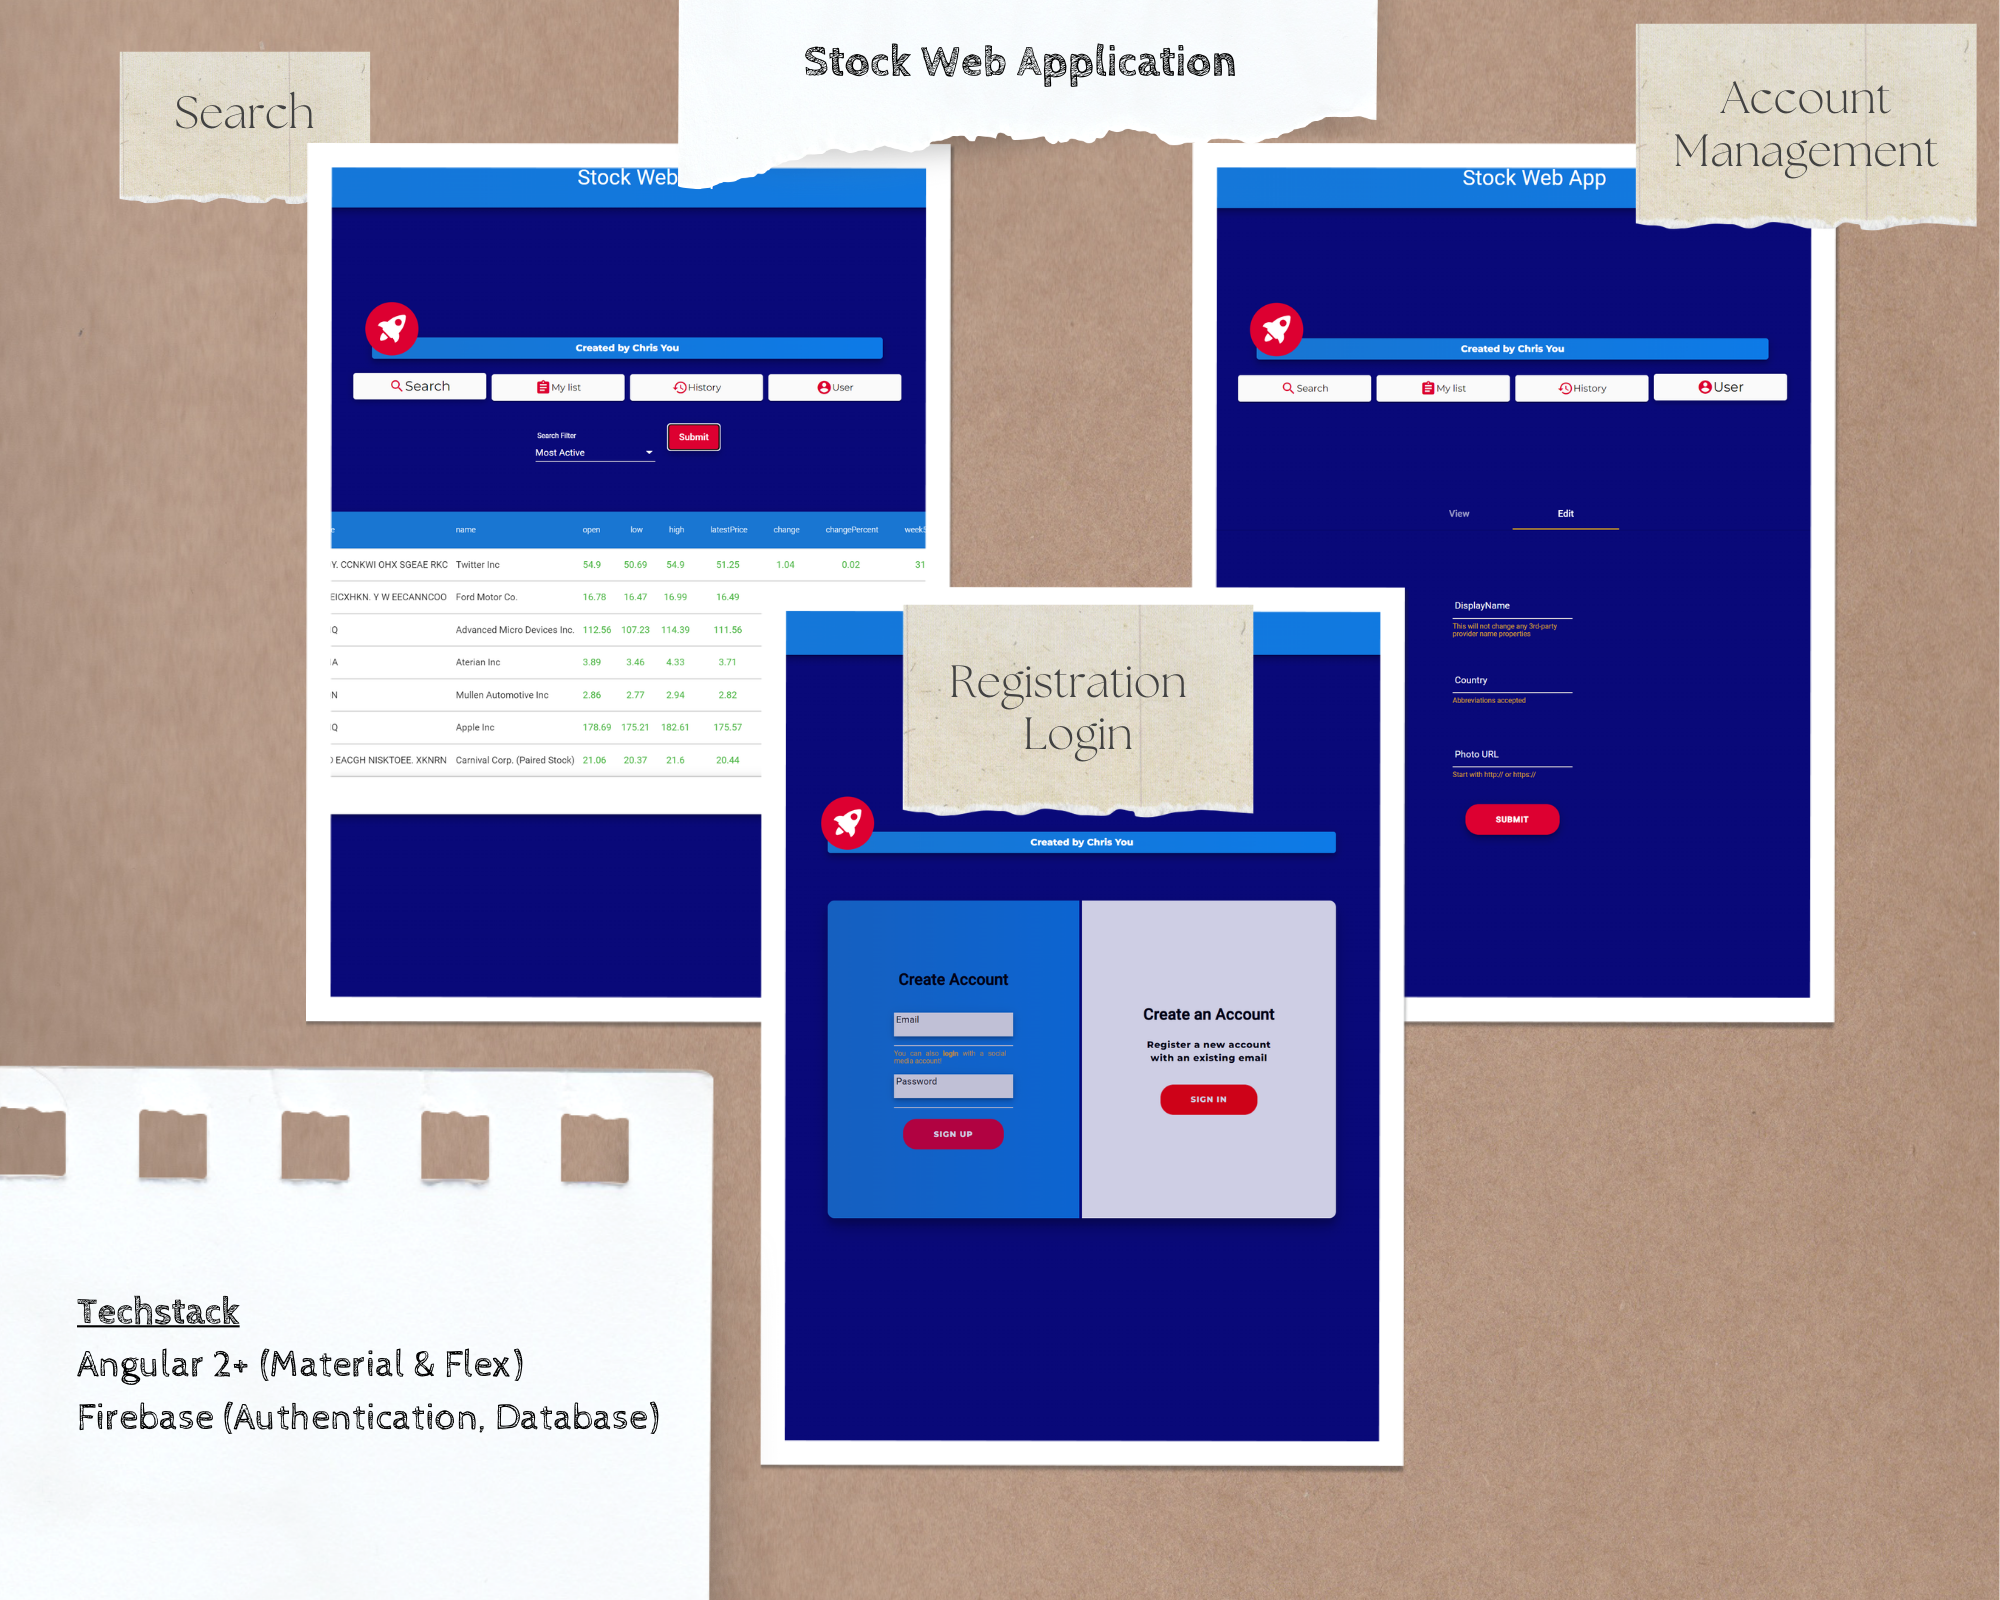 Stock Web Application
Search
Account
Management
Stock Web
Created by Chris You
Search My list History User
Search Filter
Most Active
Submit
name open low high latestPrice change changePercent week
Y. CCNKWI OHX SGEAE RKC Twitter Inc 54.9 50.69 54.9 51.25 1.04 0.02 31
EICXHKN. Y W EECANNCOO Ford Motor Co. 16.78 16.47 16.99 16.49
Q Advanced Micro Devices Inc. 112.56 107.23 114.39 111.56
A Aterian Inc 3.89 3.46 4.33 3.71
N Mullen Automotive Inc 2.86 2.77 2.94 2.82
Q Apple Inc 178.69 175.21 182.61 175.57
EACGH NISKTOEE. XKNRN Carnival Corp. (Paired Stock) 21.06 20.37 21.6 20.44
Stock Web App
Created by Chris You
Search My list History User
View Edit
DisplayName
This will not change any 3rd-party
provider name properties
Country
Abbreviations accepted
Photo URL
Start with http:// or https://
SUBMIT
Registration
Login
Created by Chris You
Create Account
Email
You can also login with a social
media account!
Password
SIGN UP
Create an Account
Register a new account
with an existing email
SIGN IN
Techstack
Angular 2+ (Material & Flex)
Firebase (Authentication, Database)